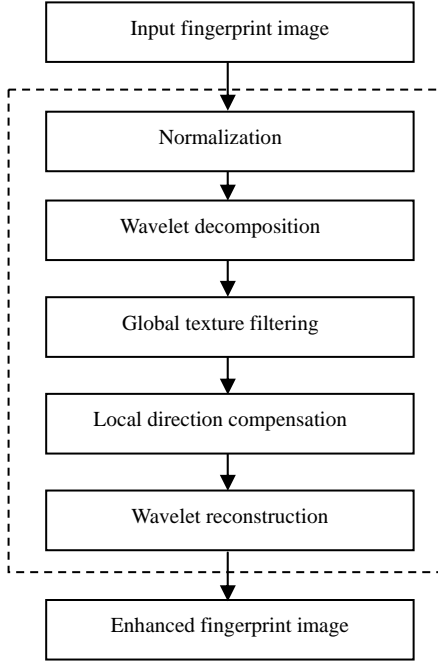 Input fingerprint image
Normalization
Wavelet decomposition
Global texture filtering
Local direction compensation
Wavelet reconstruction
Enhanced fingerprint image